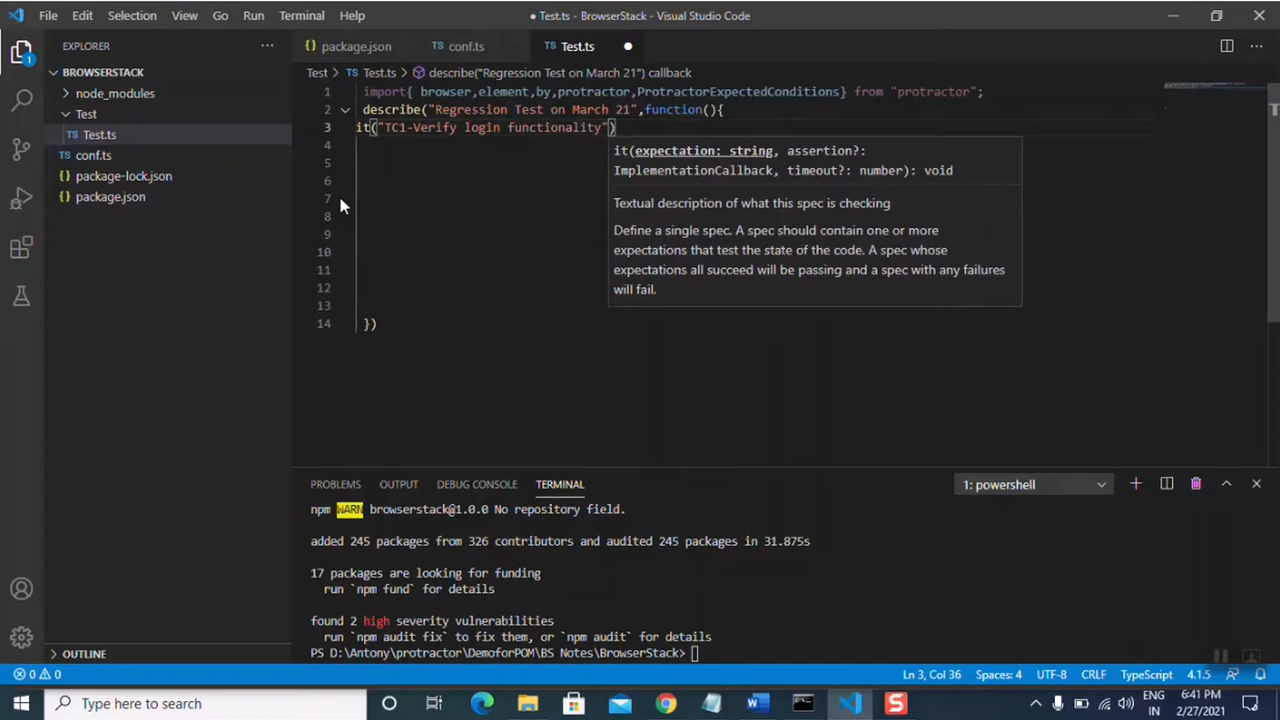 File Edit Selection View Go Run Terminal Help
● Test.ts - BrowserStack - Visual Studio Code
EXPLORER ···
{} package.json
TS conf.ts
TS Test.ts ●
BROWSERSTACK
Test > TS Test.ts > describe("Regression Test on March 21") callback
node_modules
Test
TS Test.ts
TS conf.ts
{} package-lock.json
{} package.json
1 import{ browser,element,by,protractor,ProtractorExpectedConditions} from "protractor";
2 describe("Regression Test on March 21",function(){
3 it("TC1-Verify login functionality")
4
5
6
7
8
9
10
11
12
13
14 })
it(expectation: string, assertion?:
ImplementationCallback, timeout?: number): void
Textual description of what this spec is checking
Define a single spec. A spec should contain one or more
expectations that test the state of the code. A spec whose
expectations all succeed will be passing and a spec with any failures
will fail.
PROBLEMS OUTPUT DEBUG CONSOLE TERMINAL
1: powershell
npm WARN browserstack@1.0.0 No repository field.
added 245 packages from 326 contributors and audited 245 packages in 31.875s
17 packages are looking for funding
run `npm fund` for details
found 2 high severity vulnerabilities
run `npm audit fix` to fix them, or `npm audit` for details
PS D:\Antony\protractor\DemoforPOM\BS Notes\BrowserStack>
OUTLINE
0 0
Ln 3, Col 36 Spaces: 4 UTF-8 CRLF TypeScript 4.1.5
Type here to search
ENG
IN
6:41 PM
2/27/2021